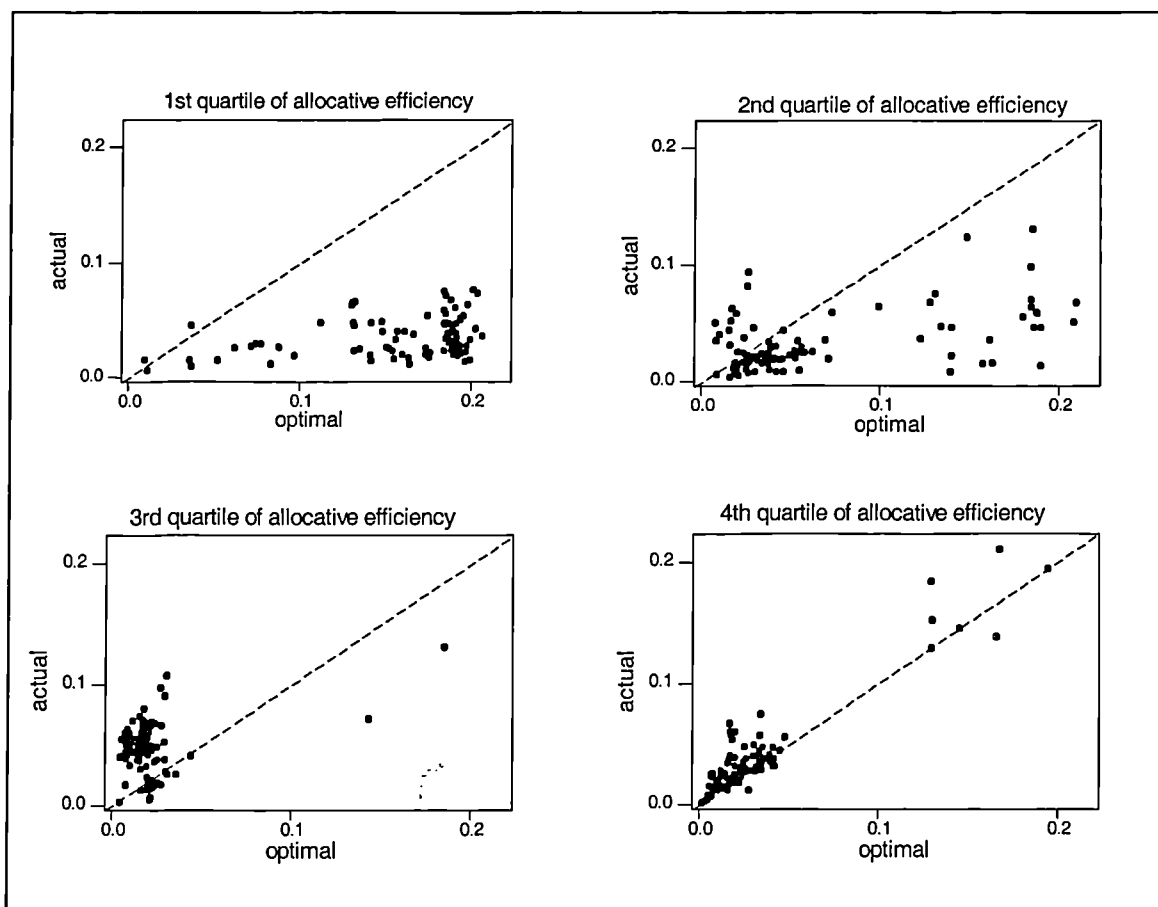 1st quartile of allocative efficiency
0.2
0.1
0.0
actual
0.0 0.1 0.2
optimal
2nd quartile of allocative efficiency
0.2
0.1
0.0
actual
0.0 0.1 0.2
optimal
3rd quartile of allocative efficiency
0.2
0.1
0.0
actual
0.0 0.1 0.2
optimal
4th quartile of allocative efficiency
0.2
0.1
0.0
actual
0.0 0.1 0.2
optimal